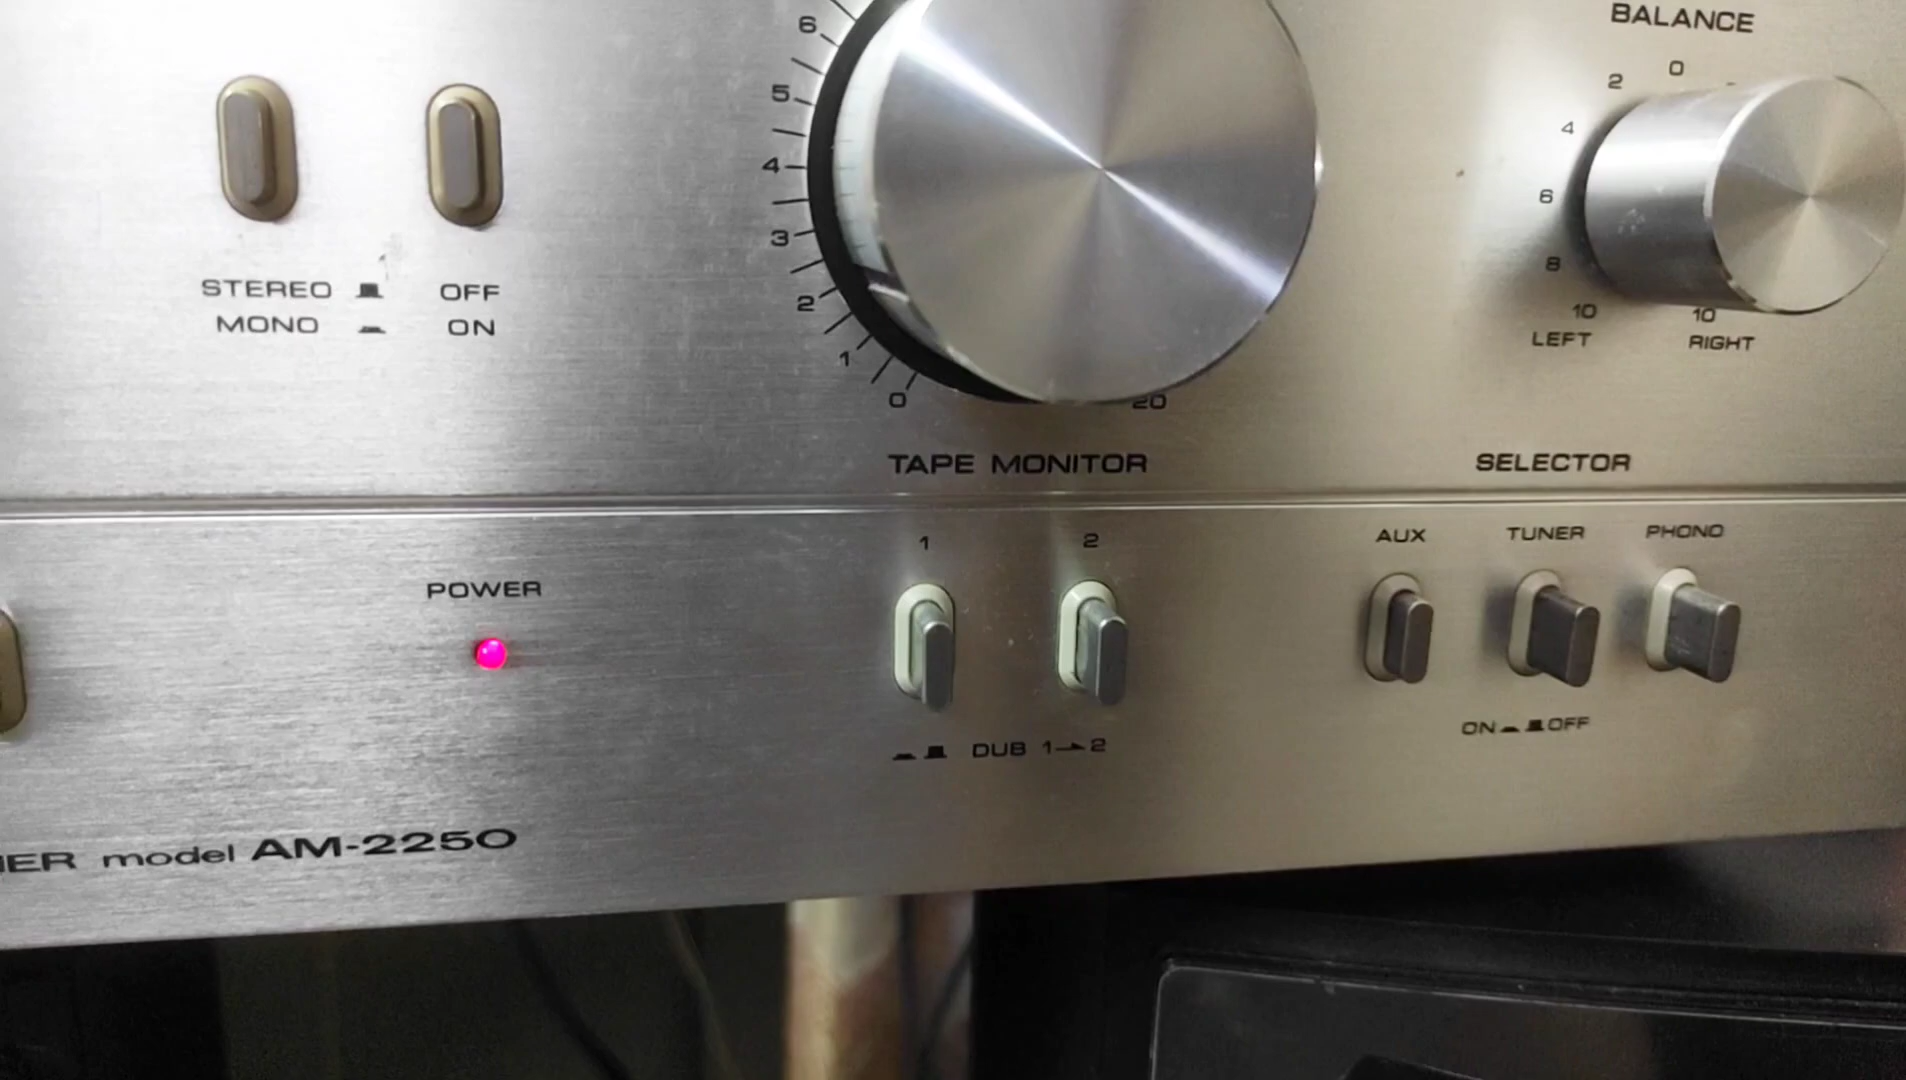 BALANCE
6
5
4
3
2
1
0
20
2
0
4
6
8
10
10
LEFT
RIGHT
STEREO
OFF
MONO
ON
TAPE MONITOR
SELECTOR
1
2
AUX
TUNER
PHONO
POWER
ON
OFF
DUB 1→2
model AM-2250